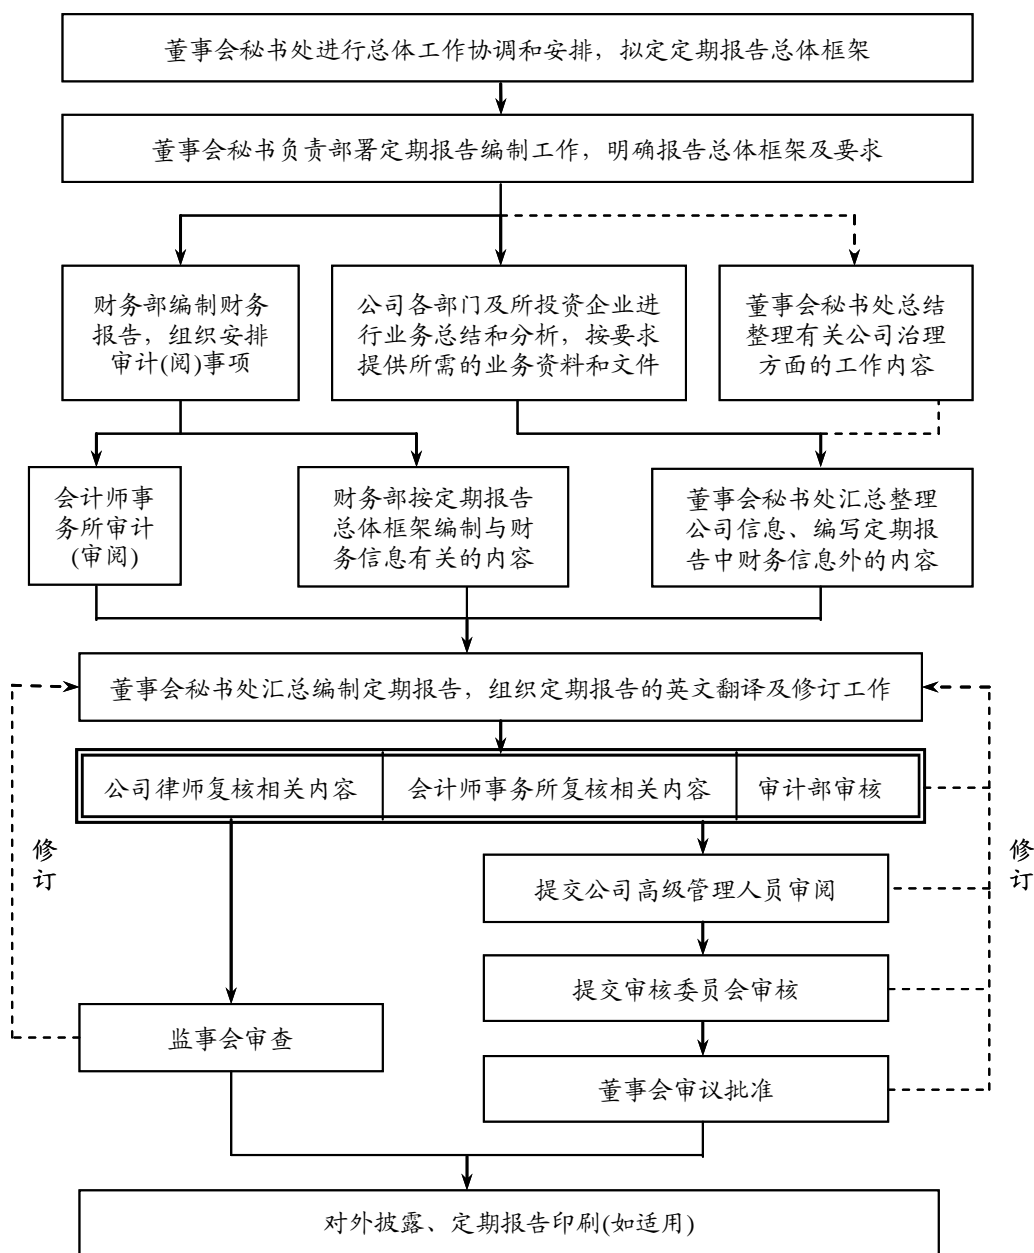 董事会秘书处进行总体工作协调和安排，拟定定期报告总体框架
董事会秘书负责部署定期报告编制工作，明确报告总体框架及要求
财务部编制财务
报告，组织安排
审计(阅)事项
公司各部门及所投资企业进
行业务总结和分析，按要求
提供所需的业务资料和文件
董事会秘书处总结
整理有关公司治理
方面的工作内容
会计师事
务所审计
(审阅)
财务部按定期报告
总体框架编制与财
务信息有关的内容
董事会秘书处汇总整理
公司信息、编写定期报
告中财务信息外的内容
董事会秘书处汇总编制定期报告，组织定期报告的英文翻译及修订工作
公司律师复核相关内容
会计师事务所复核相关内容
审计部审核
修
订
修
订
提交公司高级管理人员审阅
提交审核委员会审核
监事会审查
董事会审议批准
对外披露、定期报告印刷(如适用)